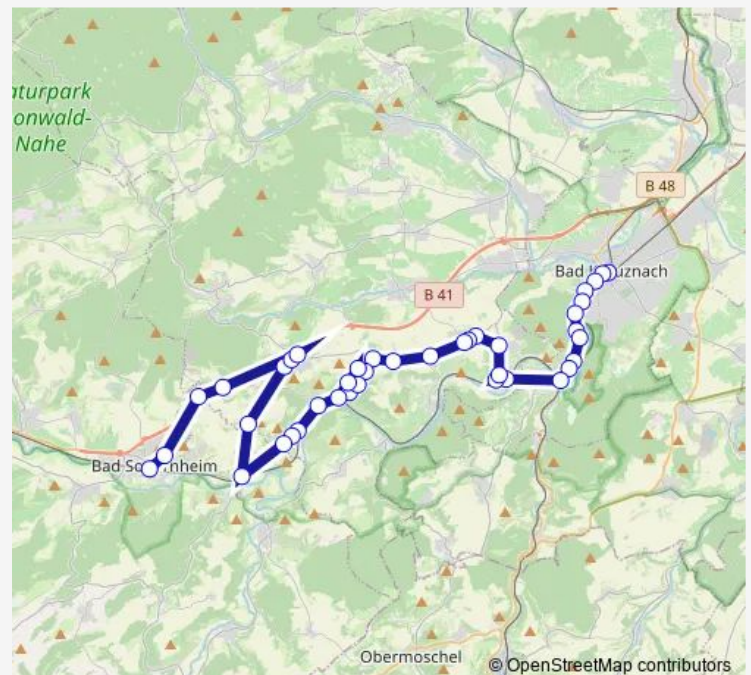 aturpark
onwald-
Nahe
B 48
Bad
uznach
B 41
Bad So
nheim
Obermoschel
© OpenStreetMap contributors